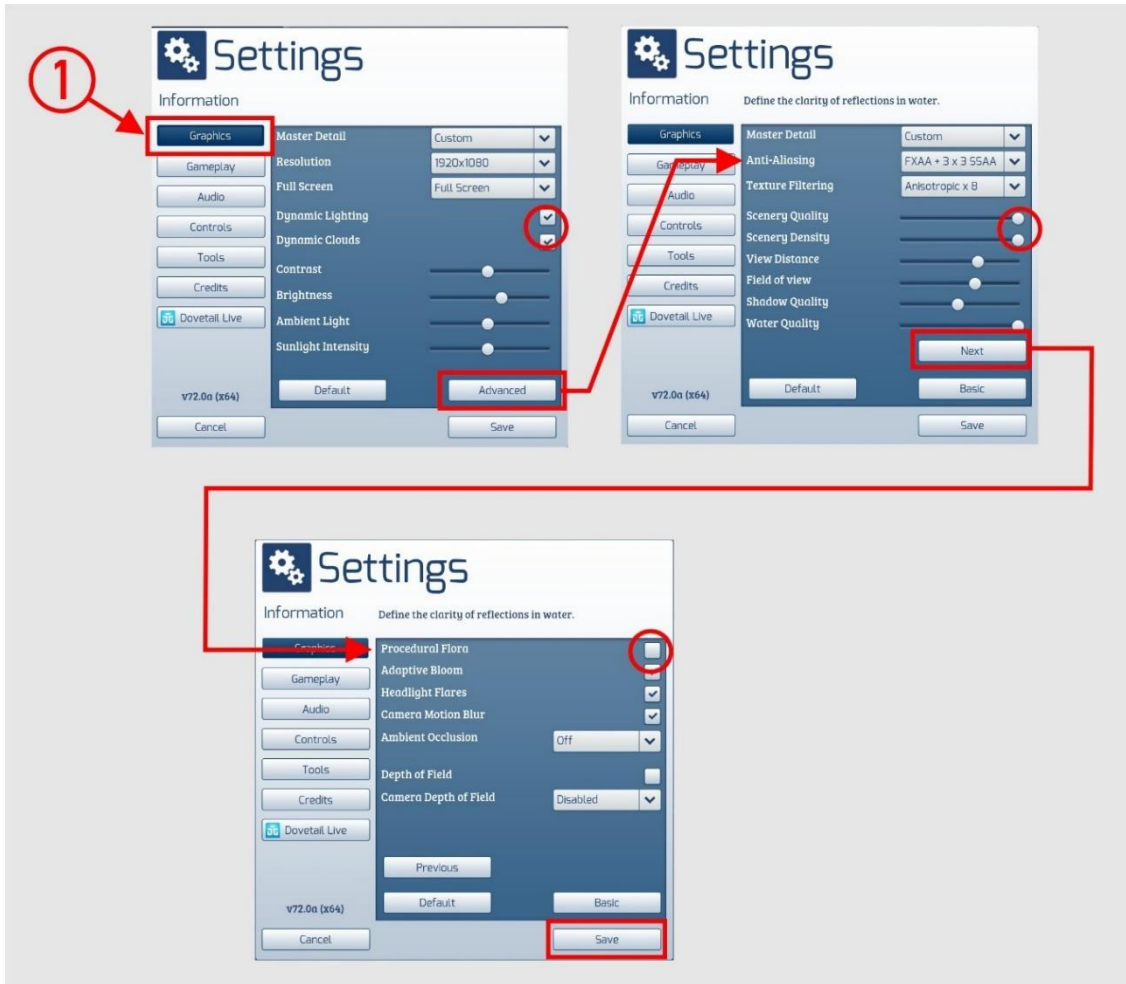 1
Settings
Information
Graphics
Gameplay
Audio
Controls
Tools
Credits
Dovetail Live
v72.0a (x64)
Cancel
Master Detail Custom
Resolution 1920x1080
Full Screen Full Screen
Dynamic Lighting
Dynamic Clouds
Contrast
Brightness
Ambient Light
Sunlight Intensity
Default Advanced
Save
Settings
Information Define the clarity of reflections in water.
Graphics
Gameplay
Audio
Controls
Tools
Credits
Dovetail Live
v72.0a (x64)
Cancel
Master Detail Custom
Anti-Aliasing FXAA + 3 x 3 SSAA
Texture Filtering Anisotropic x 8
Scenery Quality
Scenery Density
View Distance
Field of view
Shadow Quality
Water Quality
Next
Default Basic
Save
Settings
Information Define the clarity of reflections in water.
Graphics
Gameplay
Audio
Controls
Tools
Credits
Dovetail Live
v72.0a (x64)
Cancel
Procedural Flora
Adaptive Bloom
Headlight Flares
Camera Motion Blur
Ambient Occlusion Off
Depth of Field
Camera Depth of Field Disabled
Previous
Default Basic
Save